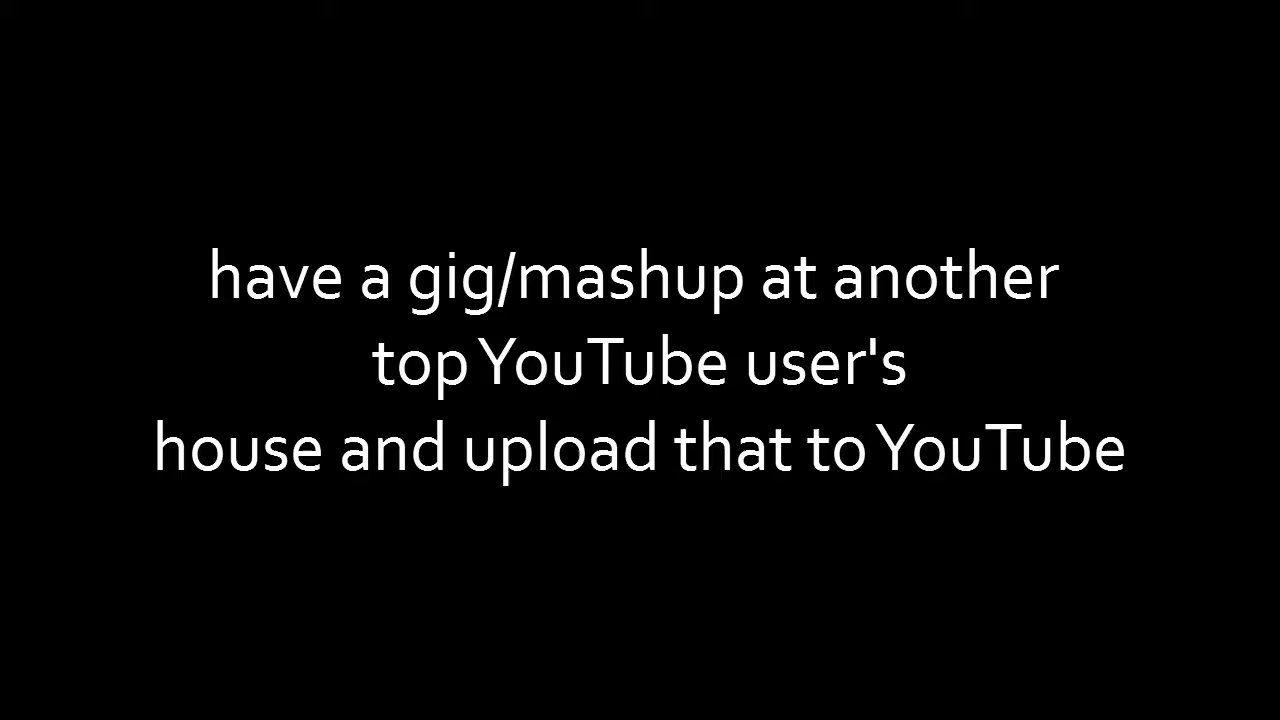 have a gig/mashup at another
top YouTube user's
house and upload that to YouTube